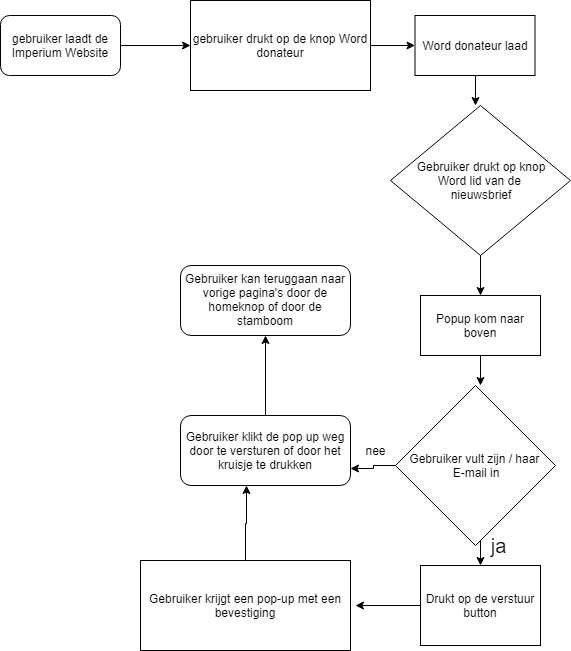 gebruiker laadt de
Imperium Website
gebruiker drukt op de knop Word
donateur
Word donateur laad
Gebruiker drukt op knop
Word lid van de
nieuwsbrief
Popup kom naar
boven
Gebruiker vult zijn / haar
E-mail in
nee
ja
Drukt op de verstuur
button
Gebruiker krijgt een pop-up met een
bevestiging
Gebruiker klikt de pop up weg
door te versturen of door het
kruisje te drukken
Gebruiker kan teruggaan naar
vorige pagina's door de
homeknop of door de
stamboom